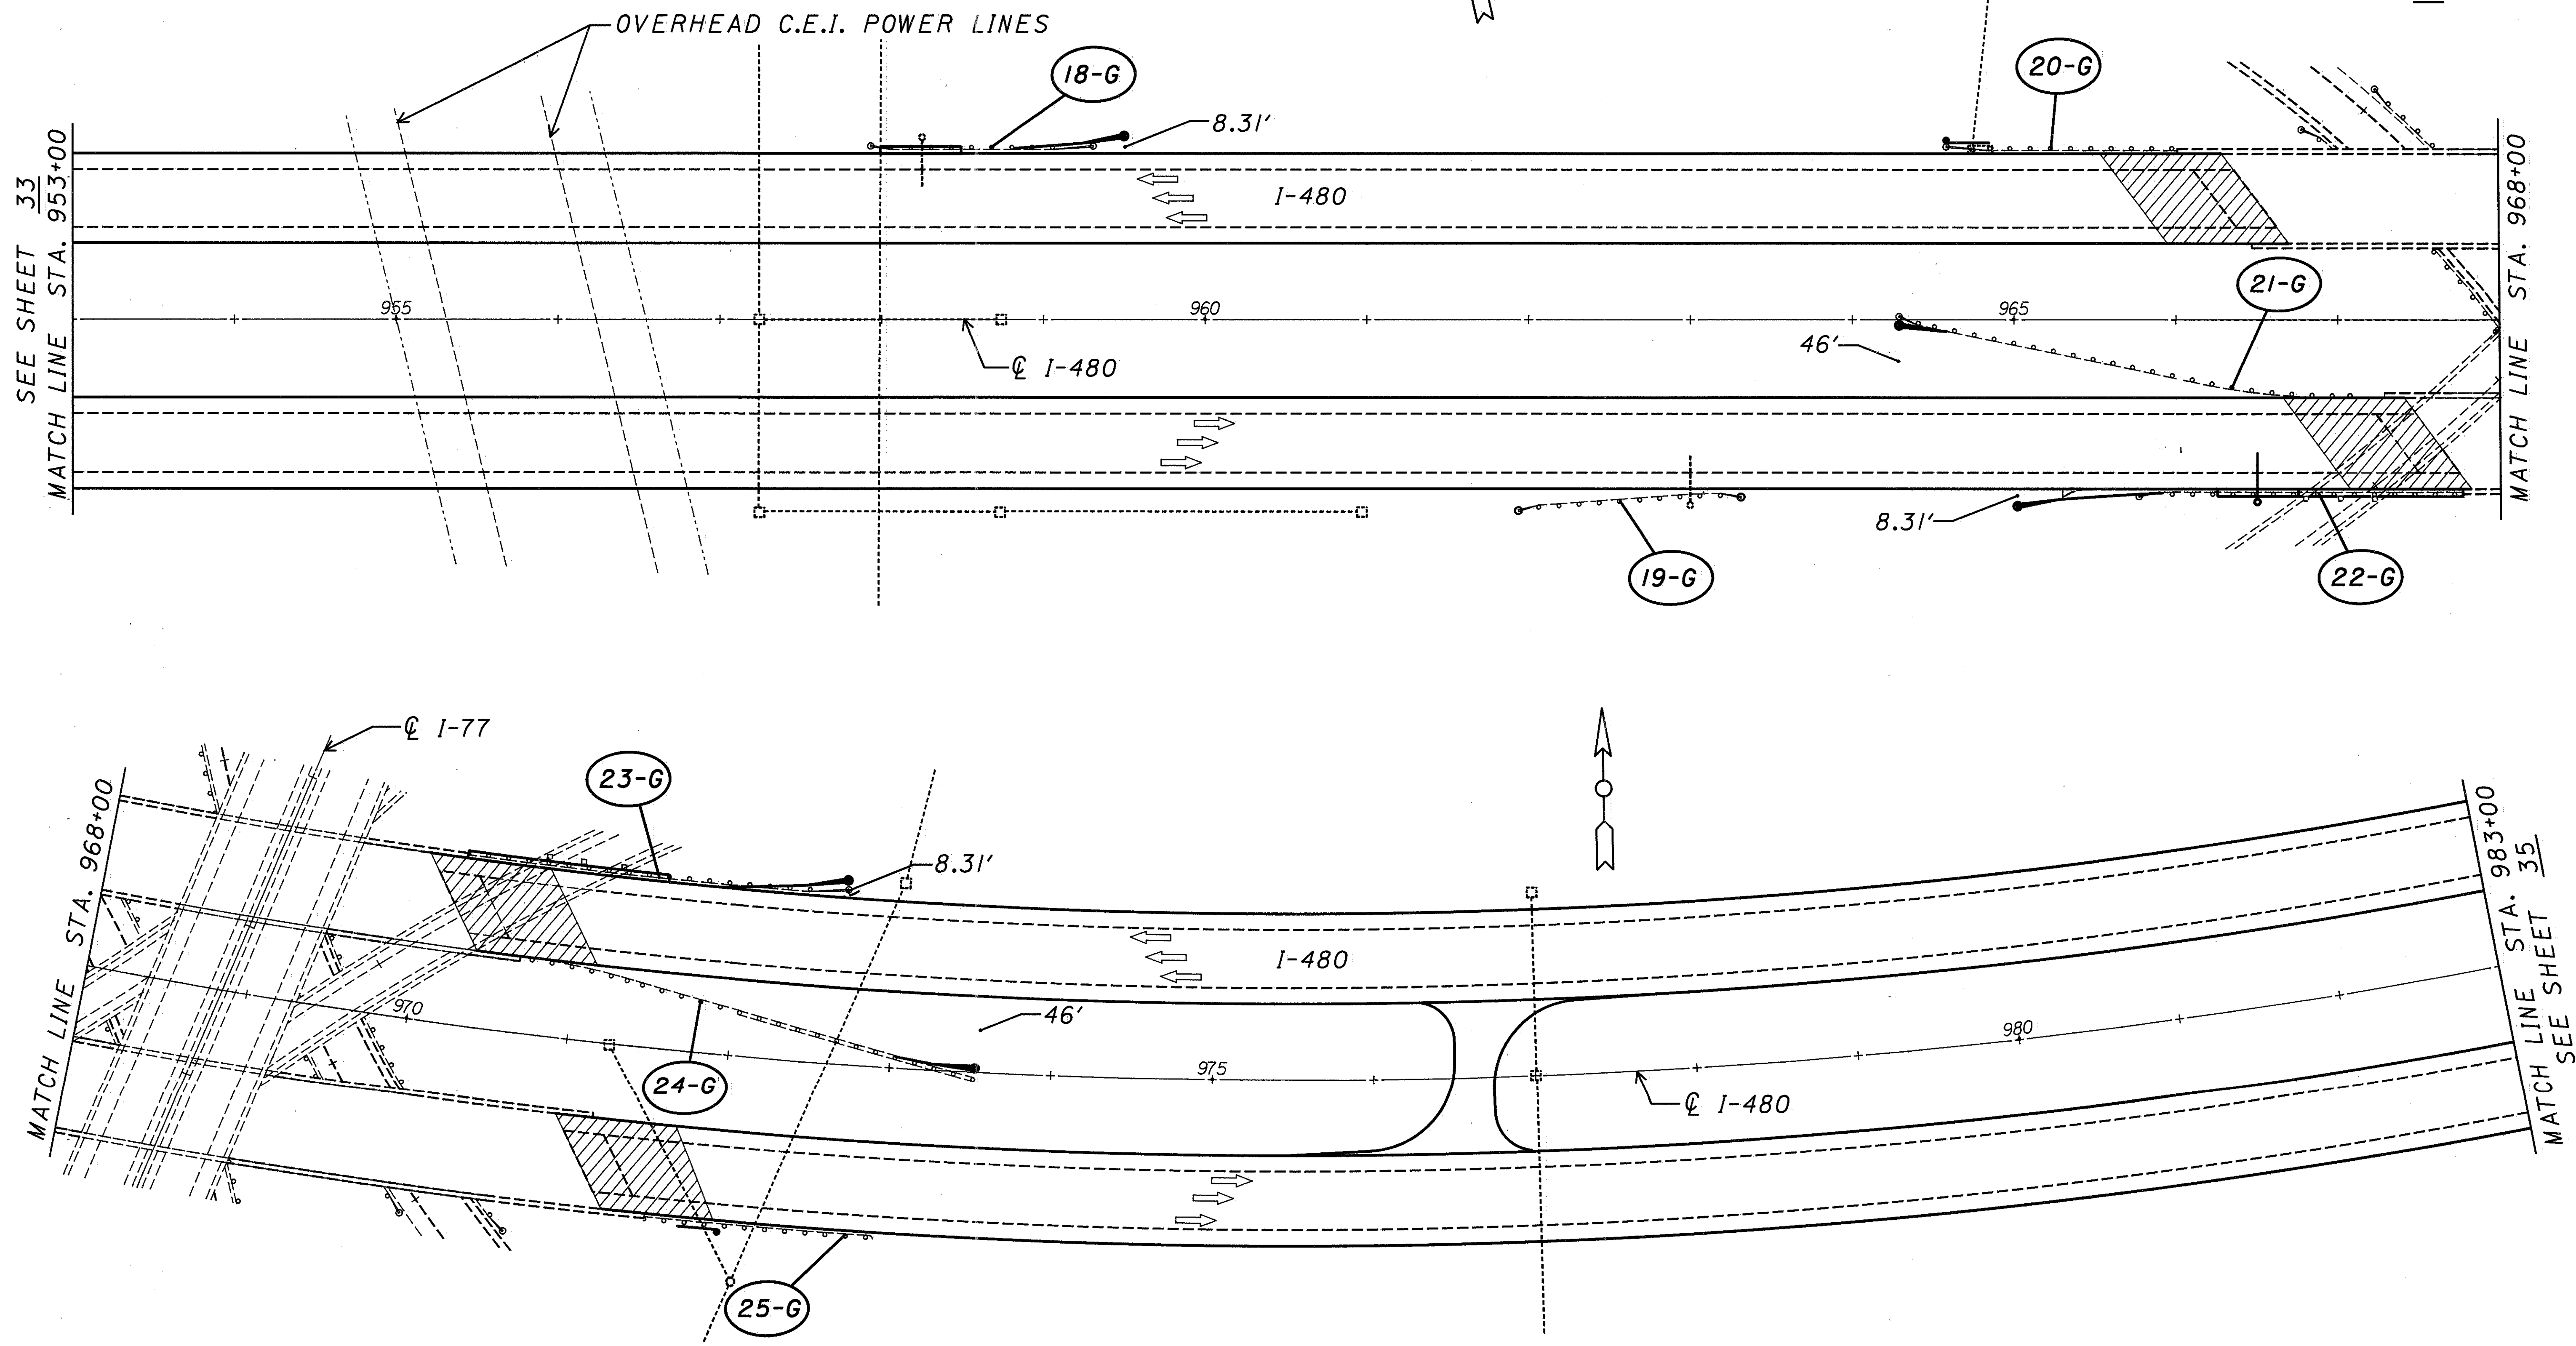 OVERHEAD C.E.I. POWER LINES
18-G
8.31'
20-G
SEE SHEET 33
MATCH LINE STA. 953+00
I-480
MATCH LINE STA. 968+00
955
960
965
21-G
46'
℄ I-480
8.31'
19-G
22-G
℄ I-77
23-G
8.31'
MATCH LINE STA. 968+00
970
I-480
46'
24-G
975
980
℄ I-480
MATCH LINE STA. 983+00
SEE SHEET 35
25-G